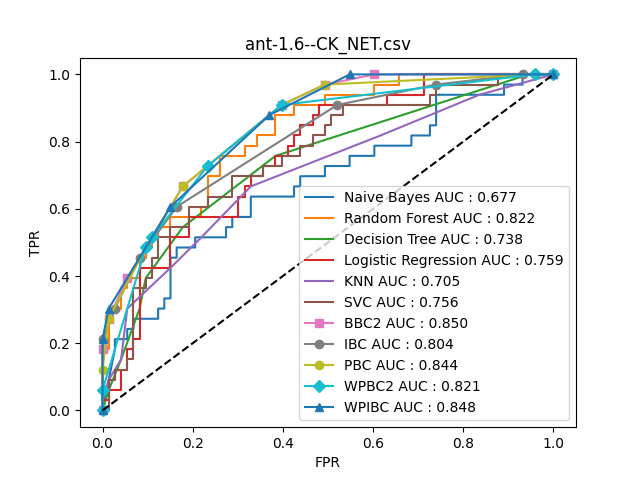 ant-1.6--CK_NET.csv
1.0
0.8
0.6
0.4
0.2
0.0
TPR
Naive Bayes AUC : 0.677
Random Forest AUC : 0.822
Decision Tree AUC : 0.738
Logistic Regression AUC : 0.759
KNN AUC : 0.705
SVC AUC : 0.756
BBC2 AUC : 0.850
IBC AUC : 0.804
PBC AUC : 0.844
WPBC2 AUC : 0.821
WPIBC AUC : 0.848
0.0 0.2 0.4 0.6 0.8 1.0
FPR